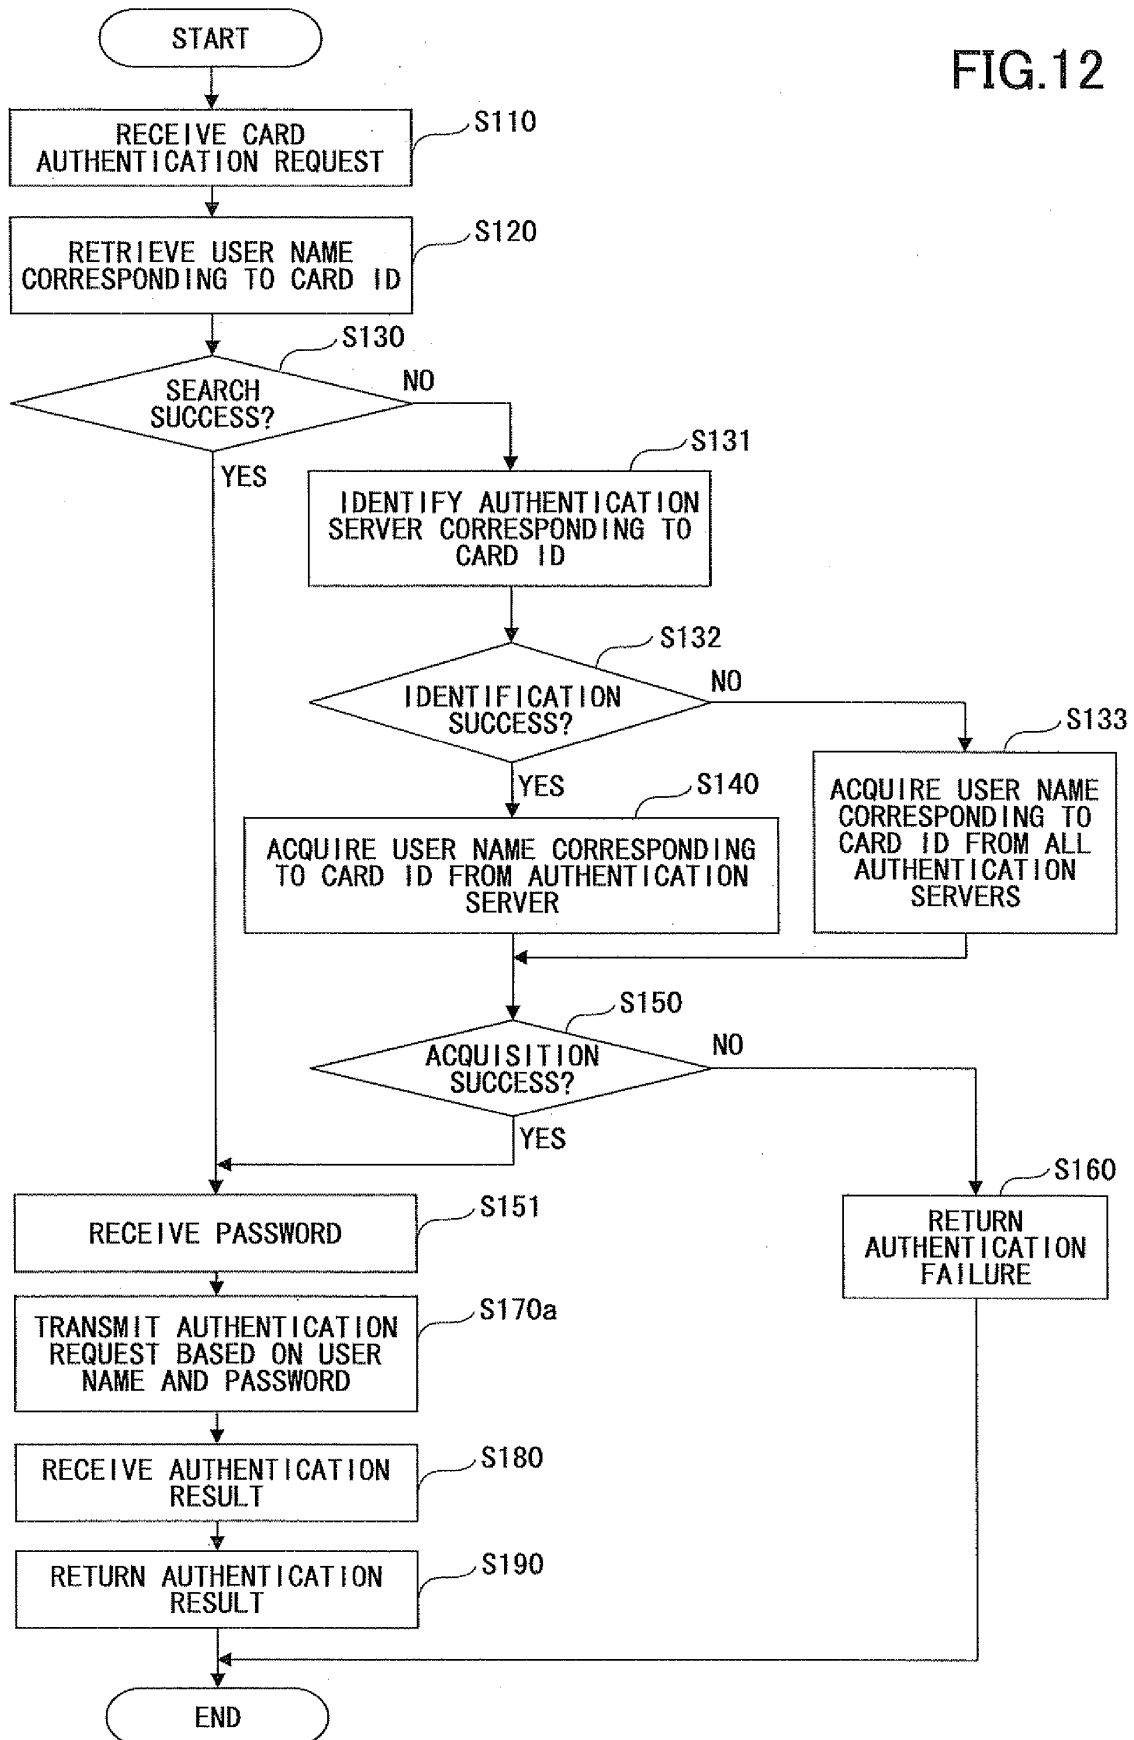 START
FIG.12
RECEIVE CARD
AUTHENTICATION REQUEST
S110
RETRIEVE USER NAME
CORRESPONDING TO CARD ID
S120
S130
SEARCH
SUCCESS?
NO
YES
S131
IDENTIFY AUTHENTICATION
SERVER CORRESPONDING TO
CARD ID
S132
IDENTIFICATION
SUCCESS?
NO
YES
S133
ACQUIRE USER NAME
CORRESPONDING TO
CARD ID FROM ALL
AUTHENTICATION
SERVERS
S140
ACQUIRE USER NAME CORRESPONDING
TO CARD ID FROM AUTHENTICATION
SERVER
S150
ACQUISITION
SUCCESS?
NO
YES
S160
RETURN
AUTHENTICATION
FAILURE
S151
RECEIVE PASSWORD
S170a
TRANSMIT AUTHENTICATION
REQUEST BASED ON USER
NAME AND PASSWORD
S180
RECEIVE AUTHENTICATION
RESULT
S190
RETURN AUTHENTICATION
RESULT
END